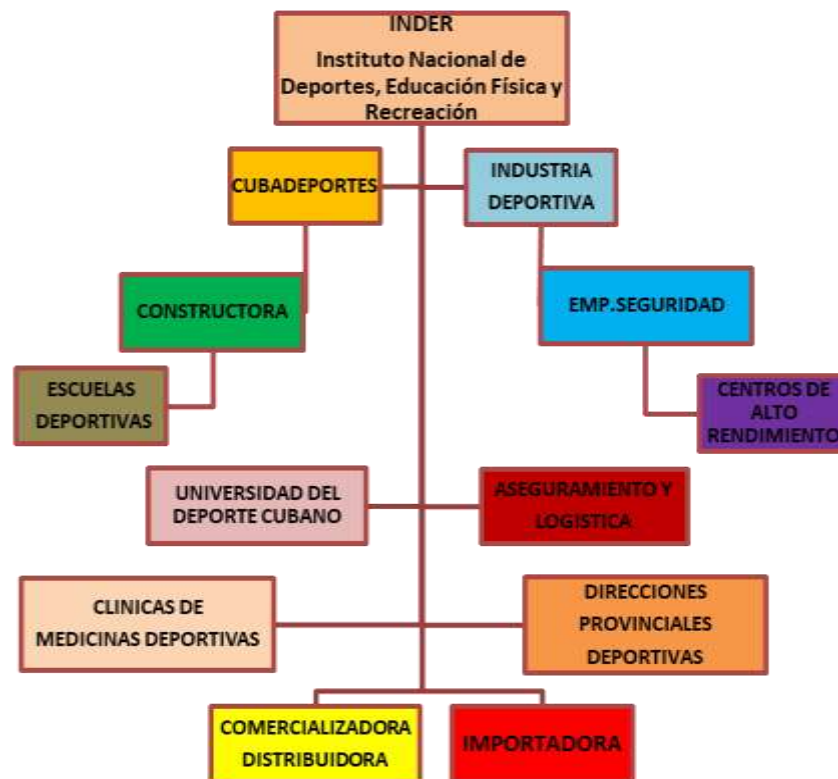 INDER
Instituto Nacional de
Deportes, Educación Física y
Recreación
CUBADEPORTES
INDUSTRIA
DEPORTIVA
CONSTRUCTORA
EMP.SEGURIDAD
ESCUELAS
DEPORTIVAS
CENTROS DE
ALTO
RENDIMIENTO
UNIVERSIDAD DEL
DEPORTE CUBANO
ASEGURAMIENTO Y
LOGISTICA
CLINICAS DE
MEDICINAS DEPORTIVAS
DIRECCIONES
PROVINCIALES
DEPORTIVAS
COMERCIALIZADORA
DISTRIBUIDORA
IMPORTADORA